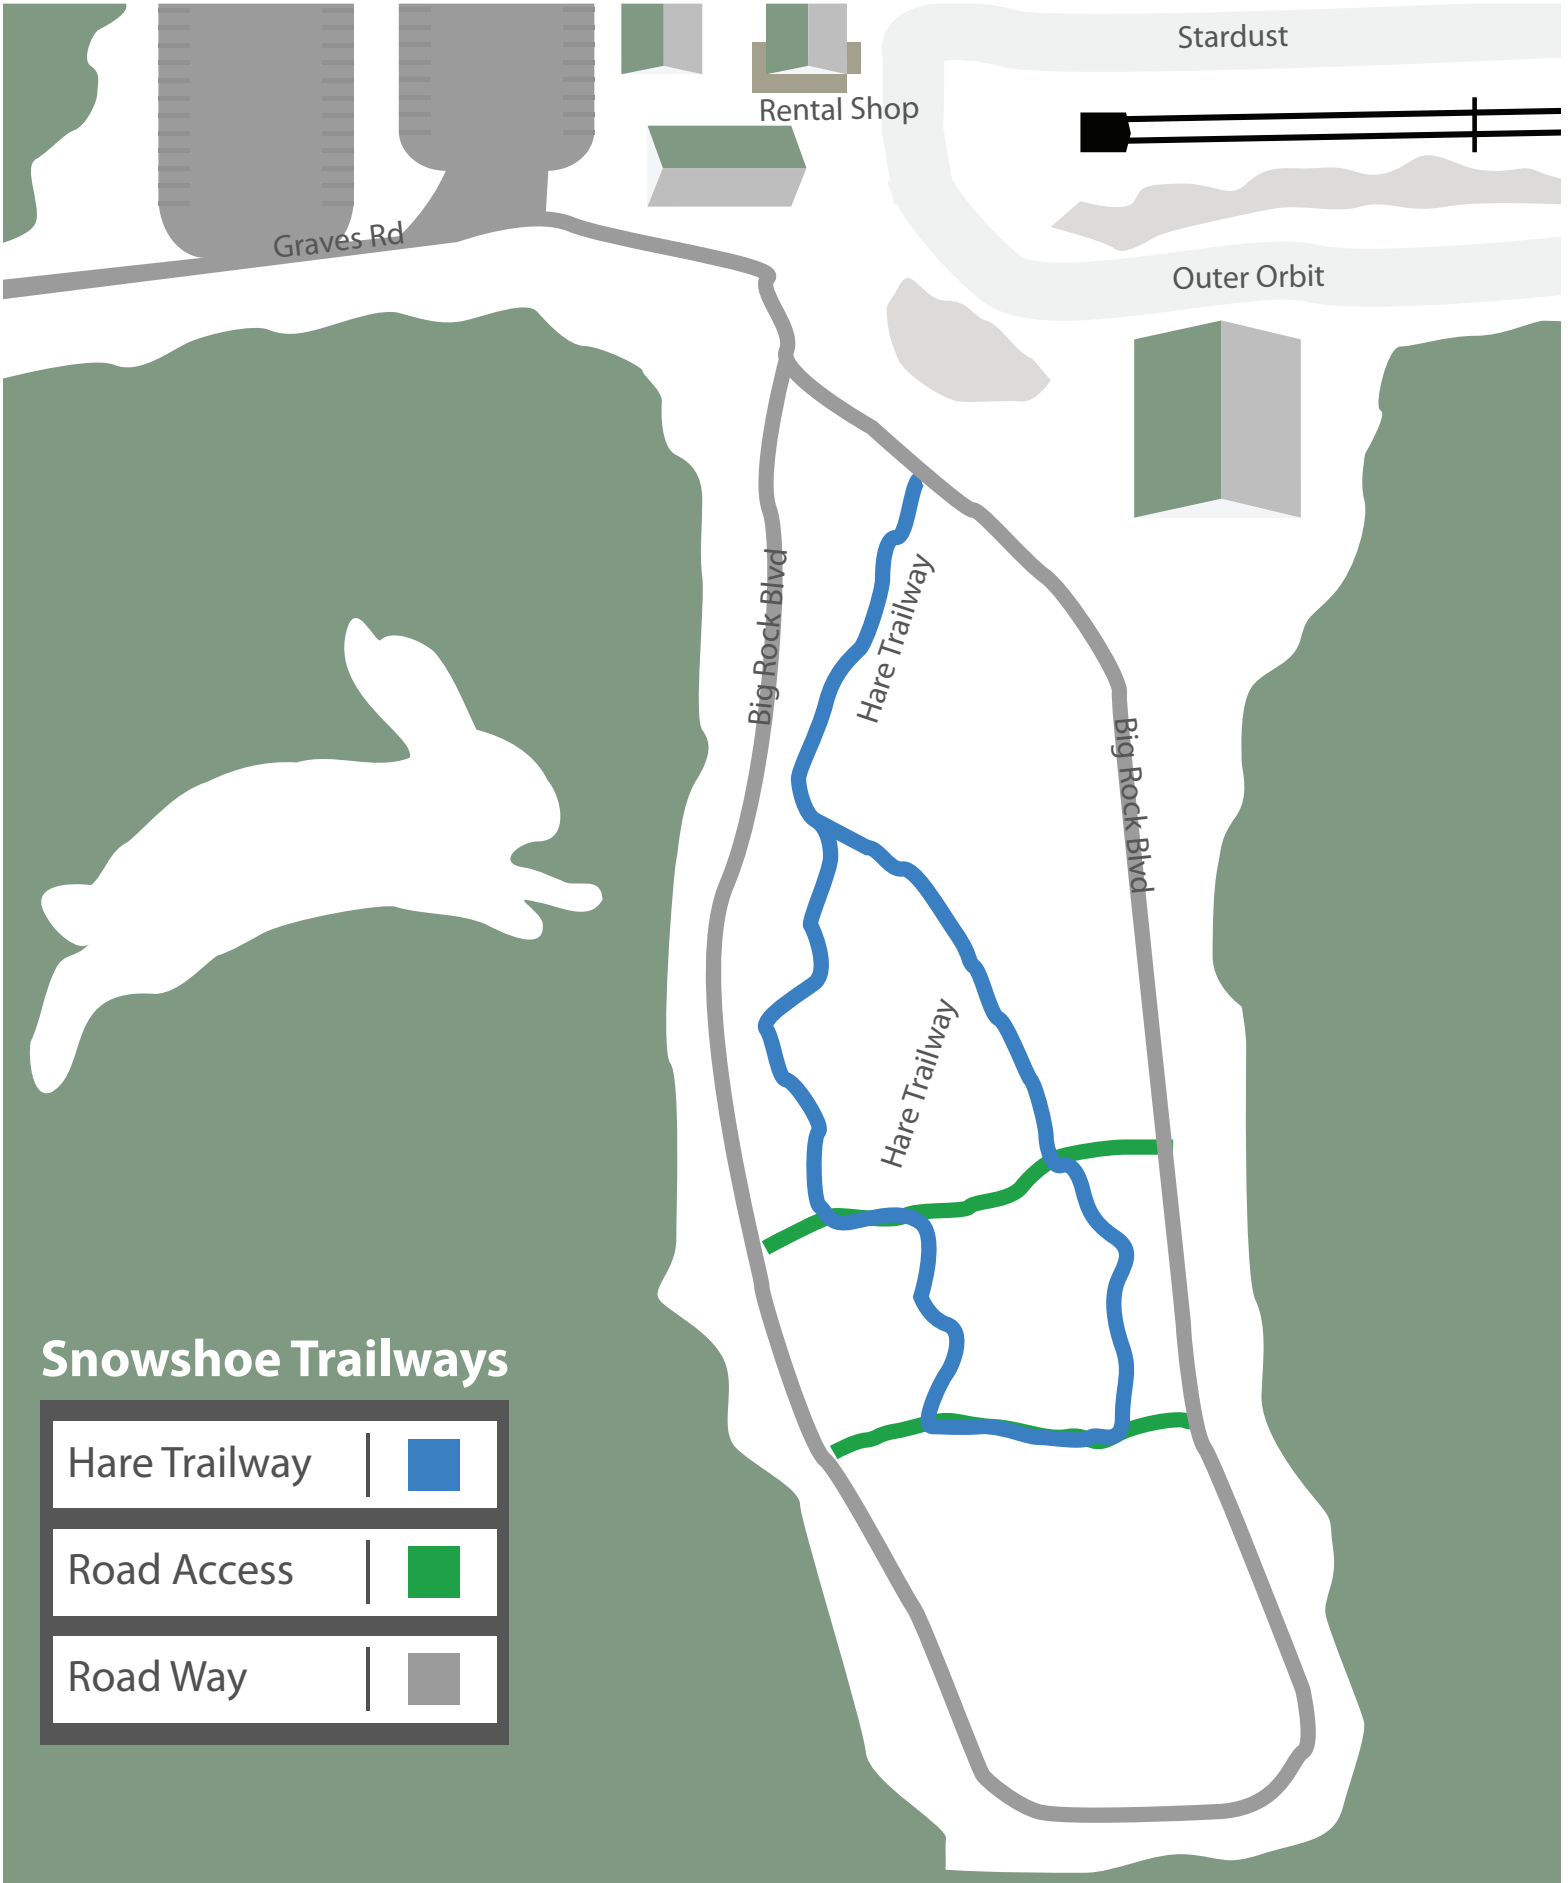 Stardust
Rental Shop
Graves Rd
Outer Orbit
Big Rock Blvd
Hare Trailway
Big Rock Blvd
Hare Trailway
Snowshoe Trailways
Hare Trailway
Road Access
Road Way